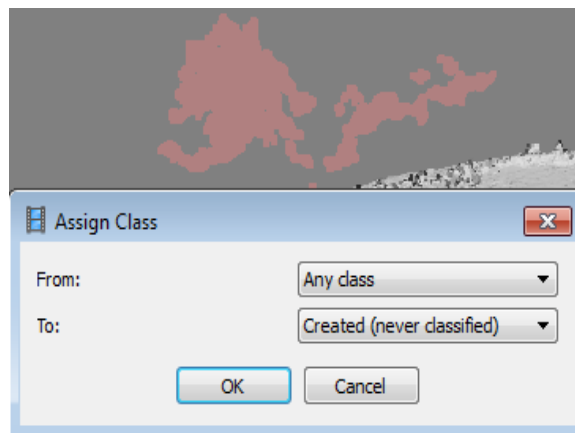 Assign Class
From: Any class
To: Created (never classified)
OK Cancel